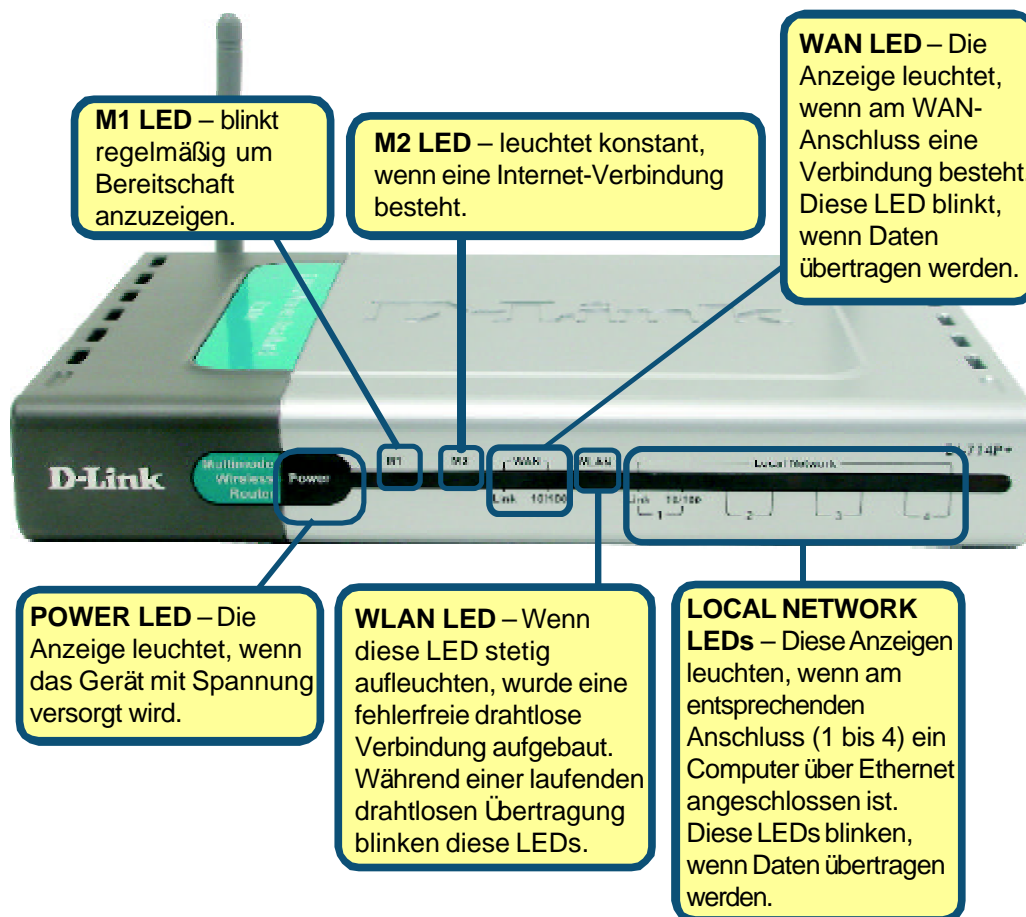 WAN LED – Die
Anzeige leuchtet,
wenn am WAN-
Anschluss eine
Verbindung besteht.
Diese LED blinkt,
wenn Daten
übertragen werden.
M1 LED – blinkt
regelmäßig um
Bereitschaft
anzuzeigen.
M2 LED – leuchtet konstant,
wenn eine Internet-Verbindung
besteht.
D-Link
D-Link
Multimode
Wireless
Router
Power
M1
M2
WAN
Link 10/100
WLAN
Local Network
Link 10/100
1
2
3
4
POWER LED – Die
Anzeige leuchtet, wenn
das Gerät mit Spannung
versorgt wird.
WLAN LED – Wenn
diese LED stetig
aufleuchten, wurde eine
fehlerfreie drahtlose
Verbindung aufgebaut.
Während einer laufenden
drahtlosen Übertragung
blinken diese LEDs.
LOCAL NETWORK
LEDs – Diese Anzeigen
leuchten, wenn am
entsprechenden
Anschluss (1 bis 4) ein
Computer über Ethernet
angeschlossen ist.
Diese LEDs blinken,
wenn Daten übertragen
werden.